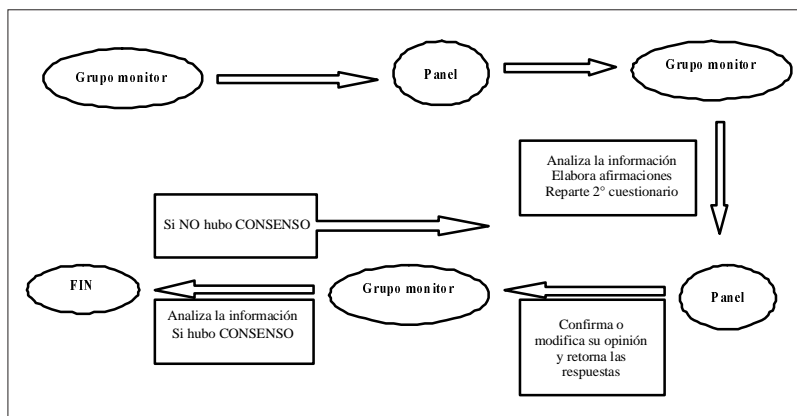 Grupo monitor
Panel
Grupo monitor
Analiza la información
Elabora afirmaciones
Reparte 2° cuestionario
Si NO hubo CONSENSO
FIN
Grupo monitor
Panel
Analiza la información
Si hubo CONSENSO
Confirma o
modifica su opinión
y retorna las
respuestas